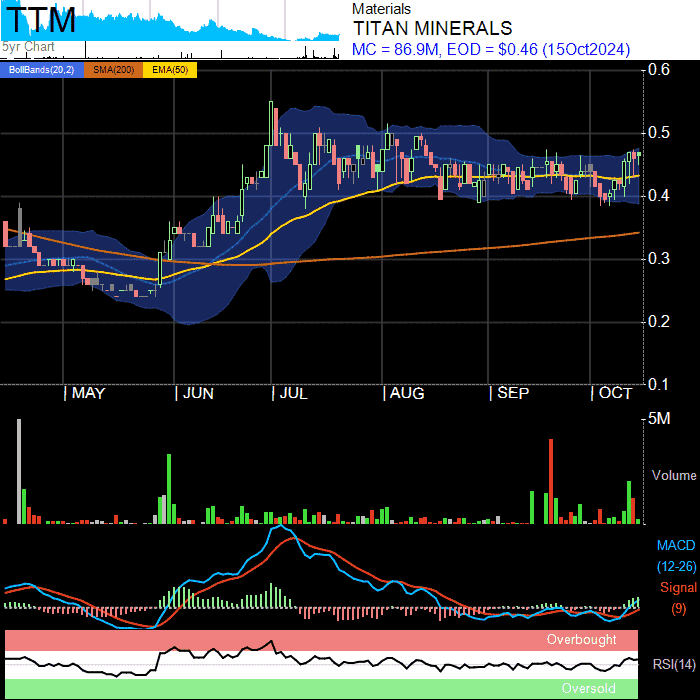 TTM
5yr Chart
Materials
TITAN MINERALS
MC = 86.9M, EOD = $0.46 (15Oct2024)
BollBands(20,2) SMA(200) EMA(50)
0.6
0.5
0.4
0.3
0.2
0.1
MAY JUN JUL AUG SEP OCT
5M
Volume
MACD
(12-26)
Signal
(9)
Overbought
RSI(14)
Oversold